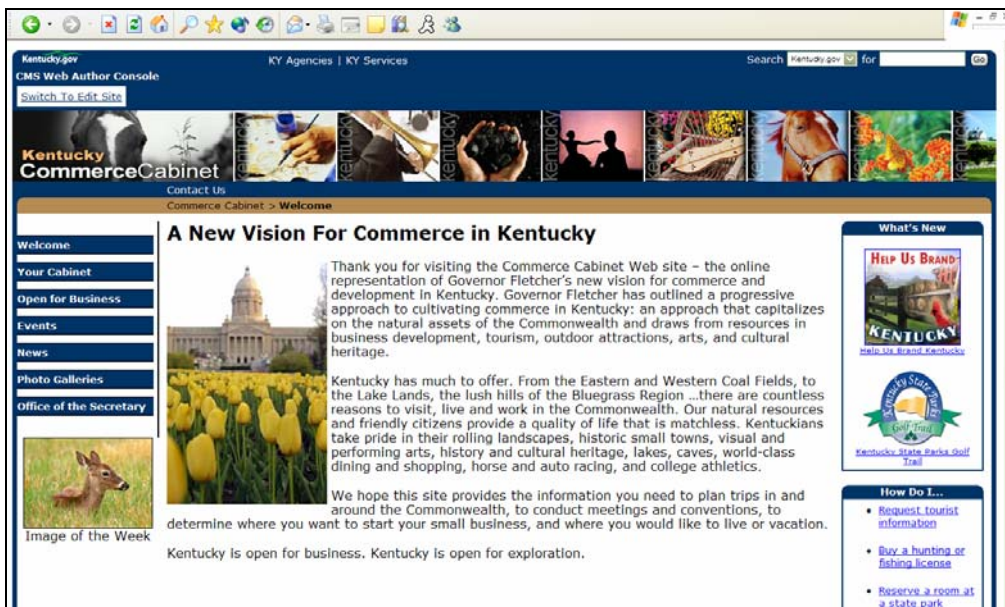 Kentucky.gov
KY Agencies | KY Services
Search Kentucky.gov for Go
CMS Web Author Console
Switch To Edit Site
Kentucky
CommerceCabinet
Contact Us
Commerce Cabinet > Welcome
Welcome
Your Cabinet
Open for Business
Events
News
Photo Galleries
Office of the Secretary
Image of the Week
A New Vision For Commerce in Kentucky
Thank you for visiting the Commerce Cabinet Web site – the online
representation of Governor Fletcher's new vision for commerce and
development in Kentucky. Governor Fletcher has outlined a progressive
approach to cultivating commerce in Kentucky: an approach that capitalizes
on the natural assets of the Commonwealth and draws from resources in
business development, tourism, outdoor attractions, arts, and cultural
heritage.
Kentucky has much to offer. From the Eastern and Western Coal Fields, to
the Lake Lands, the lush hills of the Bluegrass Region ...there are countless
reasons to visit, live and work in the Commonwealth. Our natural resources
and friendly citizens provide a quality of life that is matchless. Kentuckians
take pride in their rolling landscapes, historic small towns, visual and
performing arts, history and cultural heritage, lakes, caves, world-class
dining and shopping, horse and auto racing, and college athletics.
We hope this site provides the information you need to plan trips in and
around the Commonwealth, to conduct meetings and conventions, to
determine where you want to start your small business, and where you would like to live or vacation.
Kentucky is open for business. Kentucky is open for exploration.
What's New
HELP US BRAND
KENTUCKY
Help Us Brand Kentucky
Kentucky State Parks
Golf Trail
Kentucky State Parks Golf
Trail
How Do I...
Request tourist
information
Buy a hunting or
fishing license
Reserve a room at
a state park